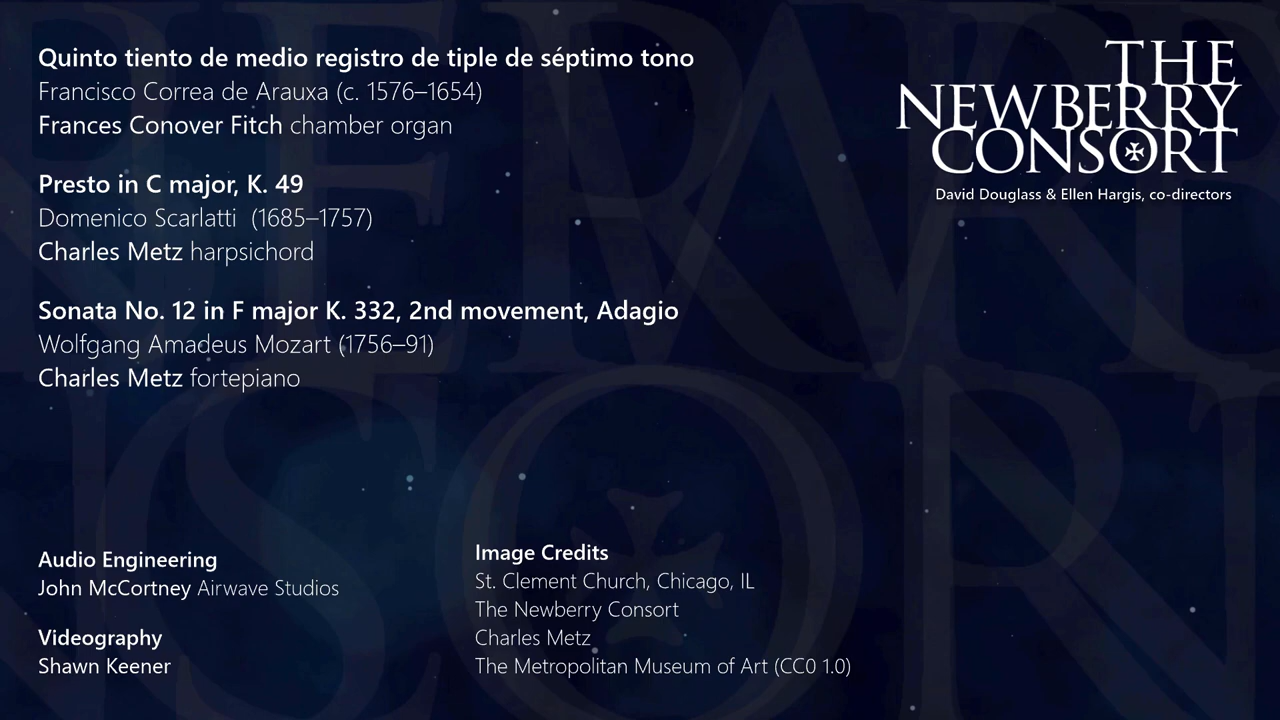 Quinto tiento de medio registro de tiple de séptimo tono
Francisco Correa de Arauxa (c. 1576–1654)
Frances Conover Fitch chamber organ
Presto in C major, K. 49
Domenico Scarlatti (1685–1757)
Charles Metz harpsichord
Sonata No. 12 in F major K. 332, 2nd movement, Adagio
Wolfgang Amadeus Mozart (1756–91)
Charles Metz fortepiano
THE
NEWBERRY
CONSORT
David Douglass & Ellen Hargis, co-directors
Audio Engineering
John McCortney Airwave Studios
Videography
Shawn Keener
Image Credits
St. Clement Church, Chicago, IL
The Newberry Consort
Charles Metz
The Metropolitan Museum of Art (CC0 1.0)